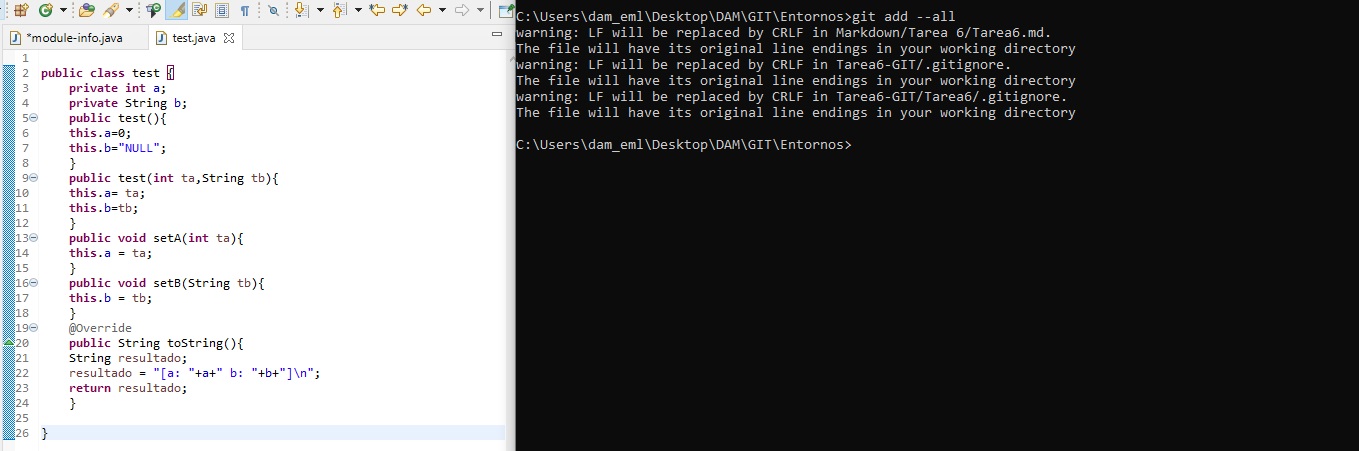 *module-info.java
test.java
1
2 public class test {
3 private int a;
4 private String b;
5 public test(){
6 this.a=0;
7 this.b="NULL";
8 }
9 public test(int ta,String tb){
10 this.a= ta;
11 this.b=tb;
12 }
13 public void setA(int ta){
14 this.a = ta;
15 }
16 public void setB(String tb){
17 this.b = tb;
18 }
19 @Override
20 public String toString(){
21 String resultado;
22 resultado = "[a: "+a+" b: "+b+"]\n";
23 return resultado;
24 }
25
26 }
C:\Users\dam_eml\Desktop\DAM\GIT\Entornos>git add --all
warning: LF will be replaced by CRLF in Markdown/Tarea 6/Tarea6.md.
The file will have its original line endings in your working directory
warning: LF will be replaced by CRLF in Tarea6-GIT/.gitignore.
The file will have its original line endings in your working directory
warning: LF will be replaced by CRLF in Tarea6-GIT/Tarea6/.gitignore.
The file will have its original line endings in your working directory
C:\Users\dam_eml\Desktop\DAM\GIT\Entornos>